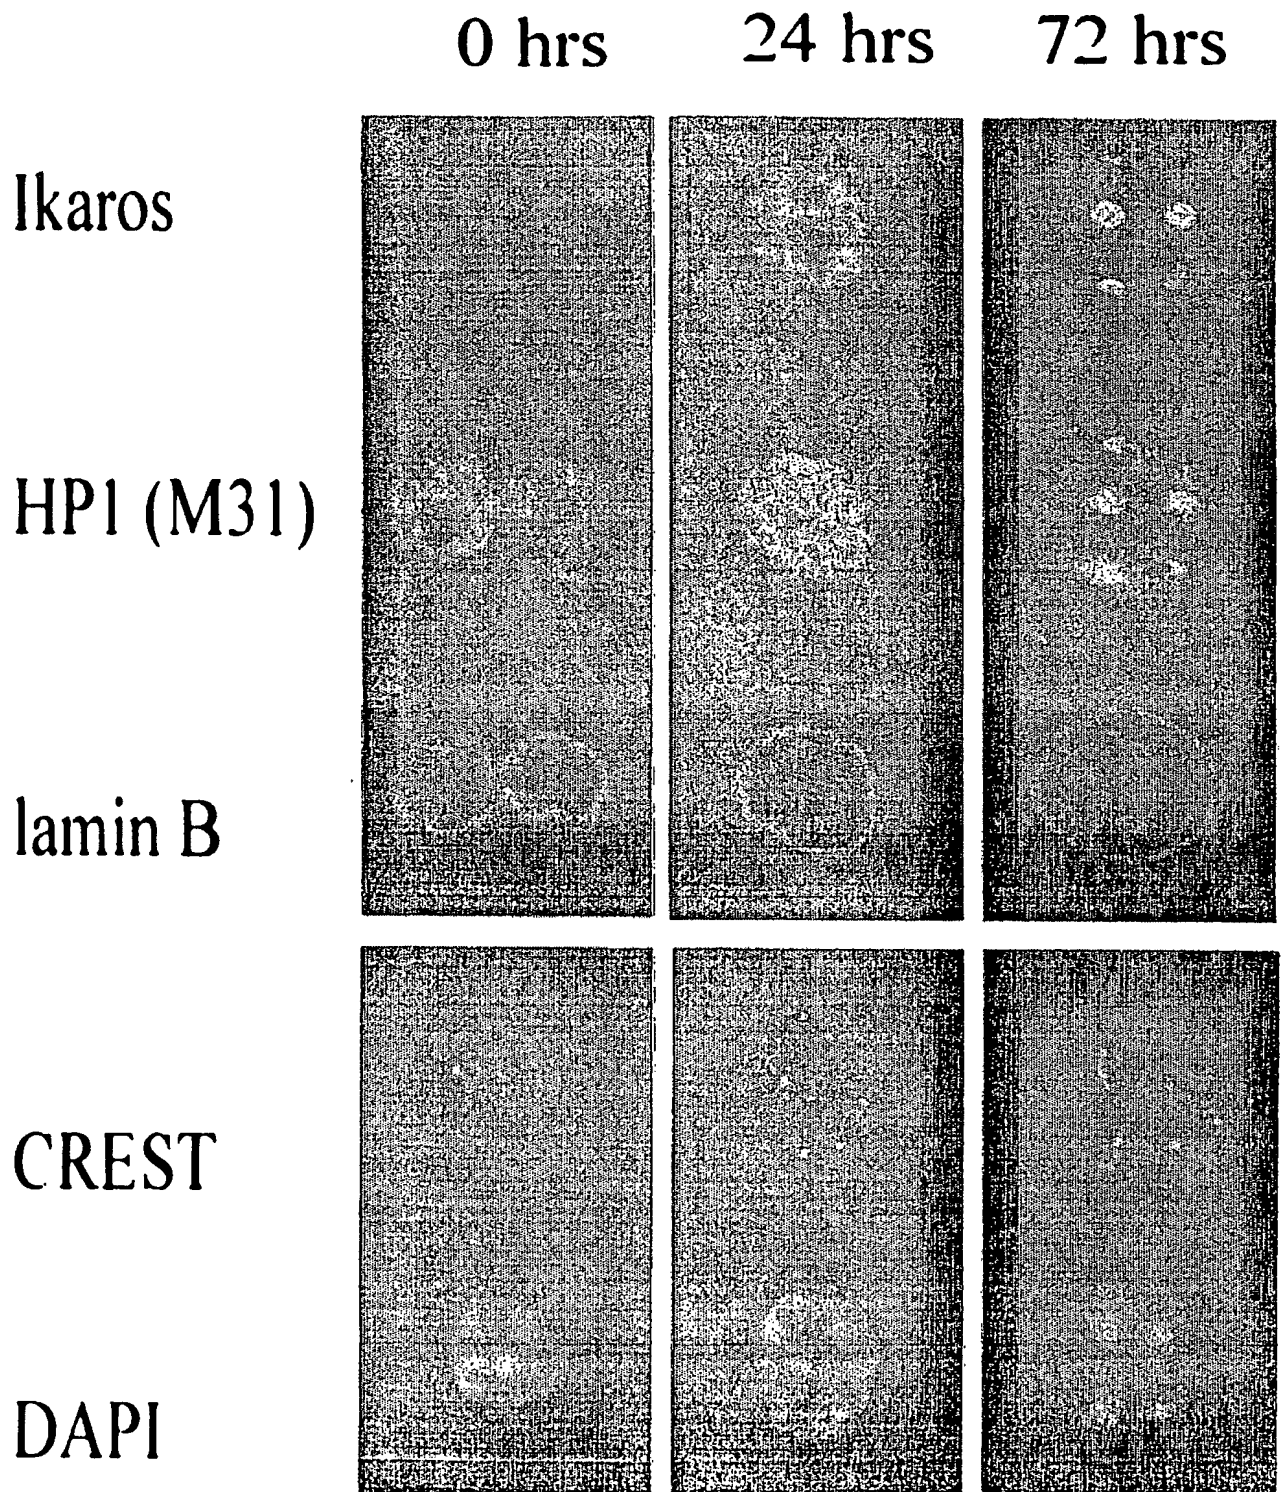 0 hrs 24 hrs 72 hrs
Ikaros
HP1 (M31)
lamin B
CREST
DAPI